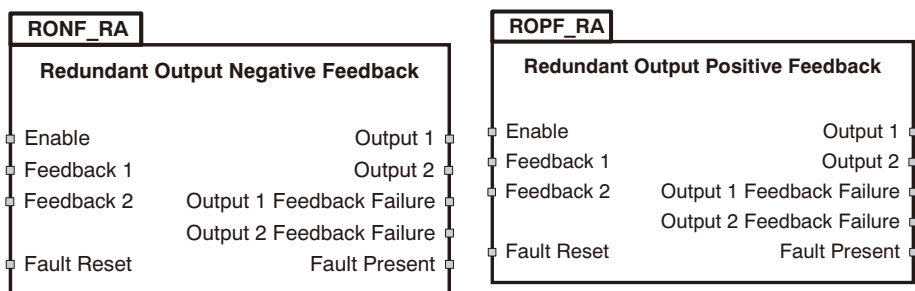 RONF_RA
Redundant Output Negative Feedback
Enable Output 1
Feedback 1 Output 2
Feedback 2 Output 1 Feedback Failure
Output 2 Feedback Failure
Fault Reset Fault Present
ROPF_RA
Redundant Output Positive Feedback
Enable Output 1
Feedback 1 Output 2
Feedback 2 Output 1 Feedback Failure
Output 2 Feedback Failure
Fault Reset Fault Present